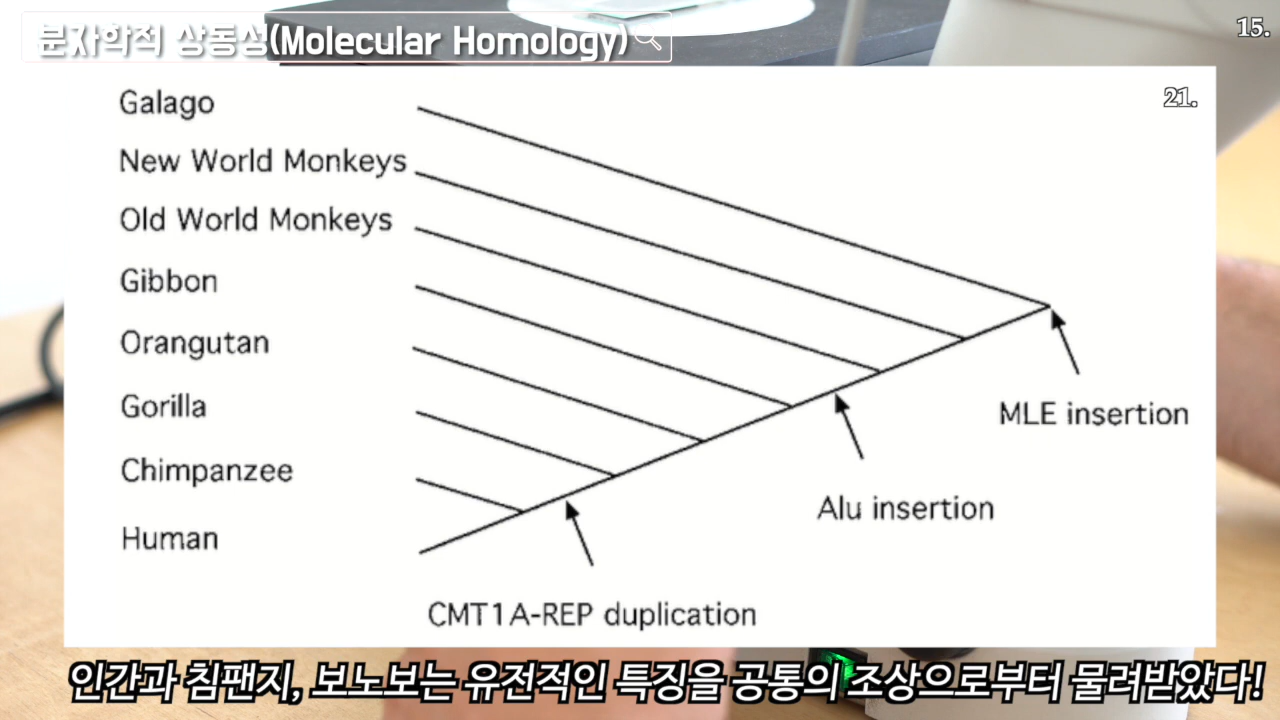 분자학적 상동성(Molecular Homology)
15.
21.
Galago
New World Monkeys
Old World Monkeys
Gibbon
Orangutan
Gorilla
Chimpanzee
Human
MLE insertion
Alu insertion
CMT1A-REP duplication
인간과 침팬지, 보노보는 유전적인 특징을 공통의 조상으로부터 물려받았다!